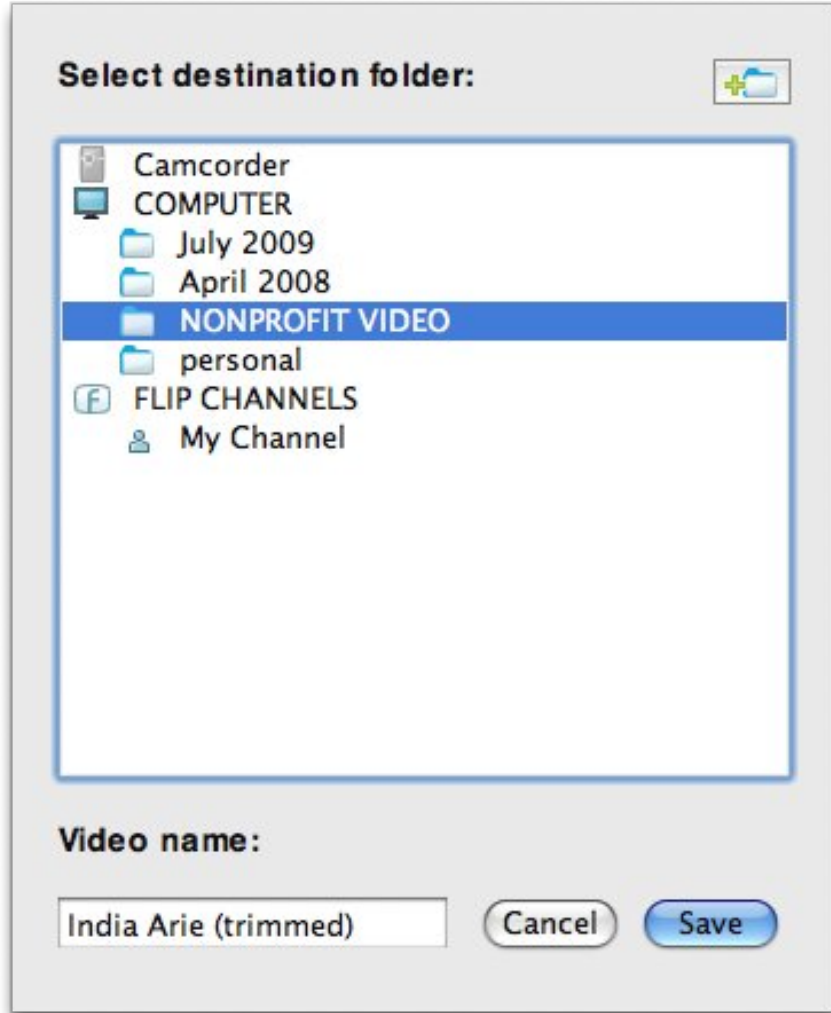 Select destination folder:
Camcorder
COMPUTER
July 2009
April 2008
NONPROFIT VIDEO
personal
FLIP CHANNELS
My Channel
Video name:
India Arie (trimmed) Cancel Save